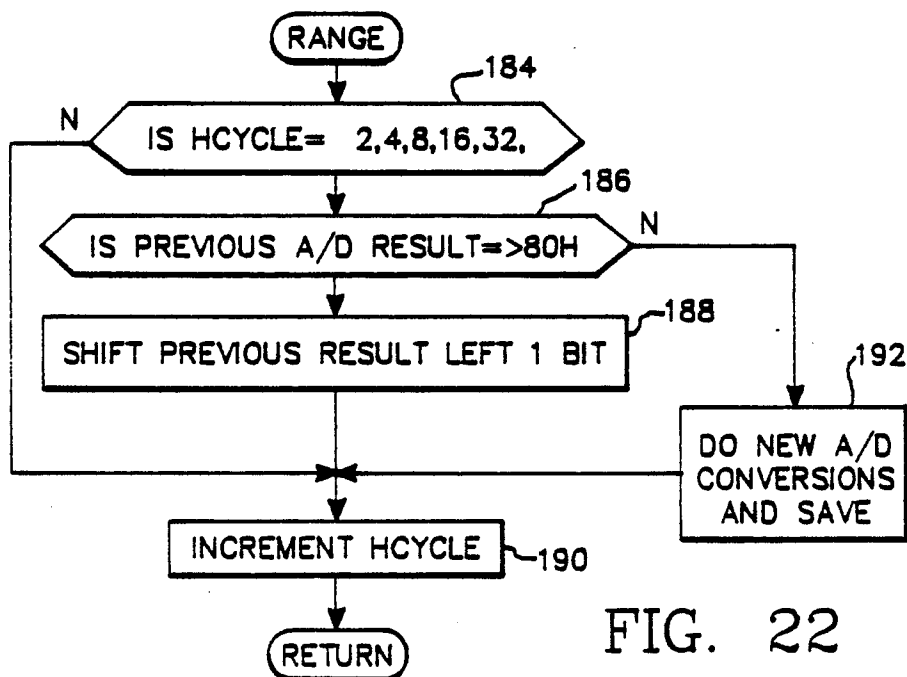 RANGE
184
N
IS HCYCLE= 2,4,8,16,32,
186
N
IS PREVIOUS A/D RESULT=>80H
188
SHIFT PREVIOUS RESULT LEFT 1 BIT
192
DO NEW A/D
CONVERSIONS
AND SAVE
INCREMENT HCYCLE
190
RETURN
FIG. 22